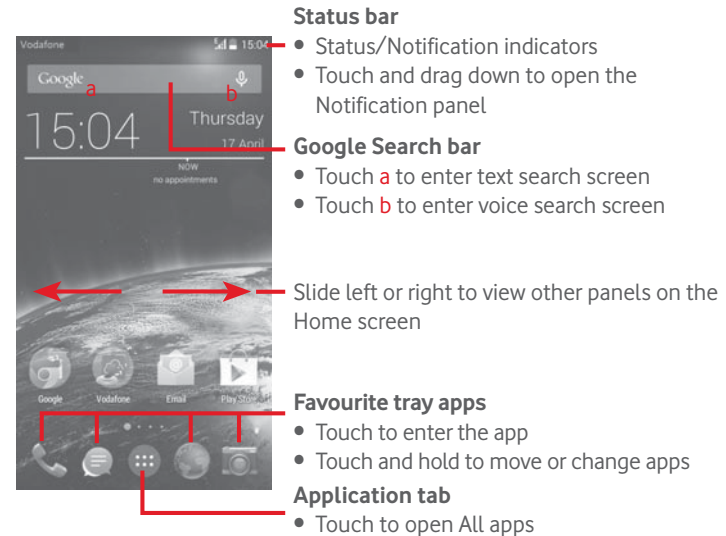 Vodafone
15:04
Google
a
b
15:04
Thursday
17 April
NOW
no appointments
Google
Vodafone
Email
Play Store
Status bar
• Status/Notification indicators
• Touch and drag down to open the
Notification panel
Google Search bar
• Touch a to enter text search screen
• Touch b to enter voice search screen
Slide left or right to view other panels on the
Home screen
Favourite tray apps
• Touch to enter the app
• Touch and hold to move or change apps
Application tab
• Touch to open All apps